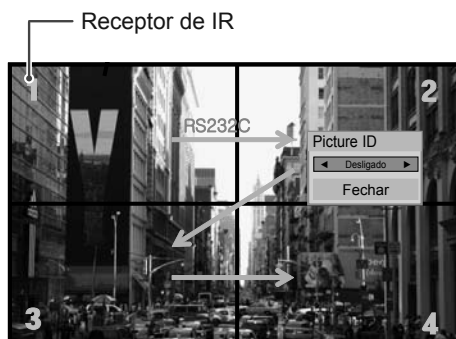 Receptor de IR
1
2
RS232C
Picture ID
◄ Desligado ►
Fechar
3
4